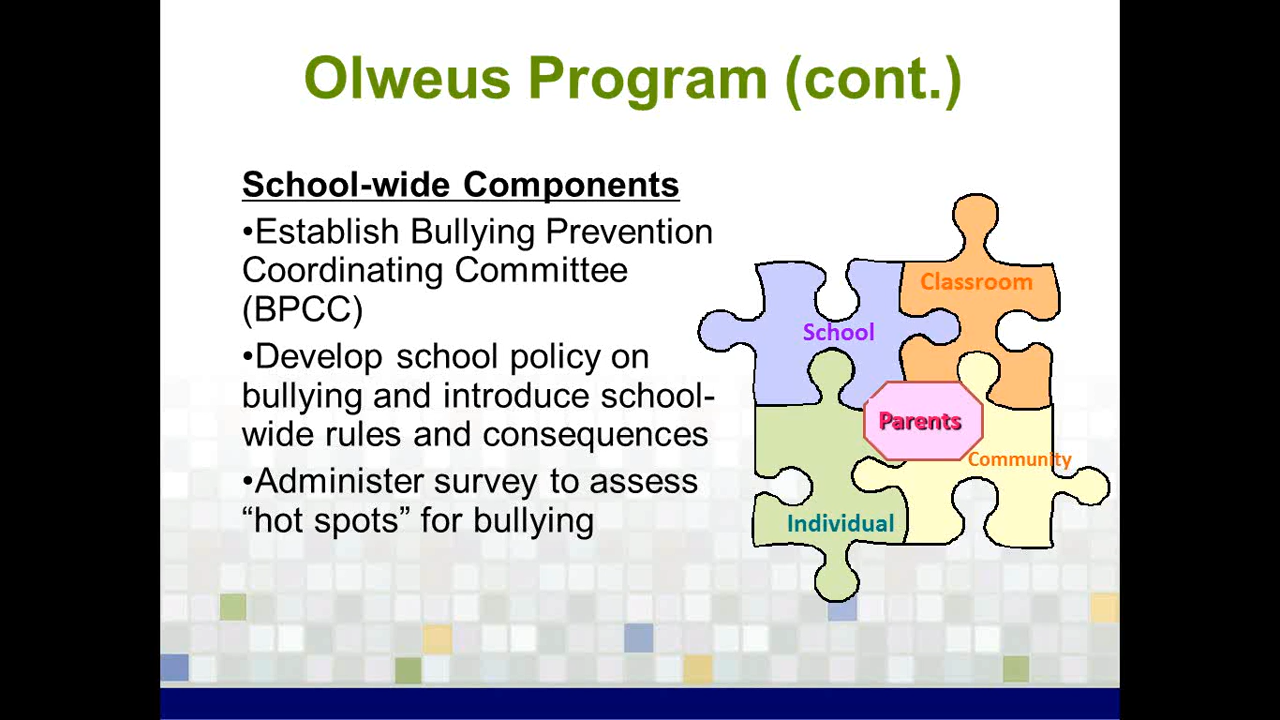 Olweus Program (cont.)
School-wide Components
•Establish Bullying Prevention
Coordinating Committee
(BPCC)
•Develop school policy on
bullying and introduce school-
wide rules and consequences
•Administer survey to assess
“hot spots” for bullying
Classroom
School
Parents
Community
Individual